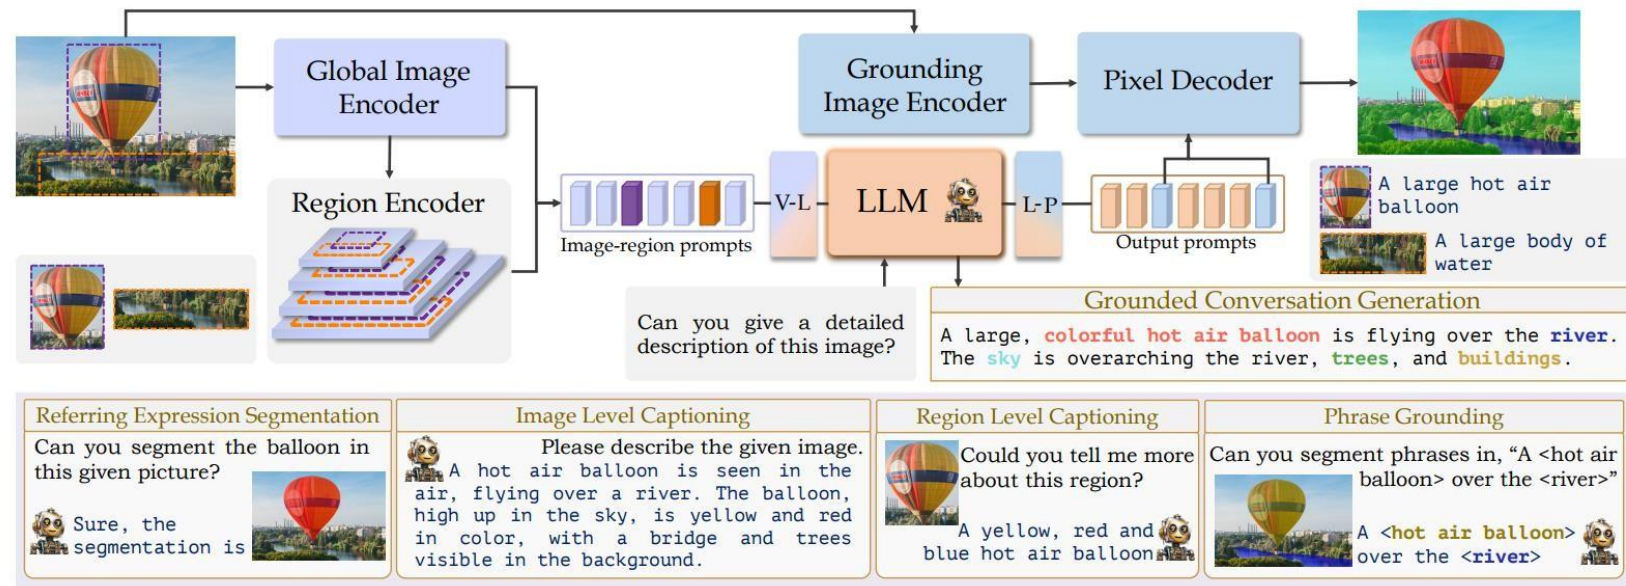 Global Image
Encoder
Grounding
Image Encoder
Pixel Decoder
Region Encoder
Image-region prompts
V-L
LLM
L-P
Output prompts
A large hot air
balloon
A large body of
water
Can you give a detailed
description of this image?
Grounded Conversation Generation
A large, colorful hot air balloon is flying over the river.
The sky is overarching the river, trees, and buildings.
Referring Expression Segmentation
Can you segment the balloon in
this given picture?
Sure, the
segmentation is
Image Level Captioning
Please describe the given image.
A hot air balloon is seen in the
air, flying over a river. The balloon,
high up in the sky, is yellow and red
in color, with a bridge and trees
visible in the background.
Region Level Captioning
Could you tell me more
about this region?
A yellow, red and
blue hot air balloon
Phrase Grounding
Can you segment phrases in, “A <hot air
balloon> over the <river>”
A <hot air balloon>
over the <river>